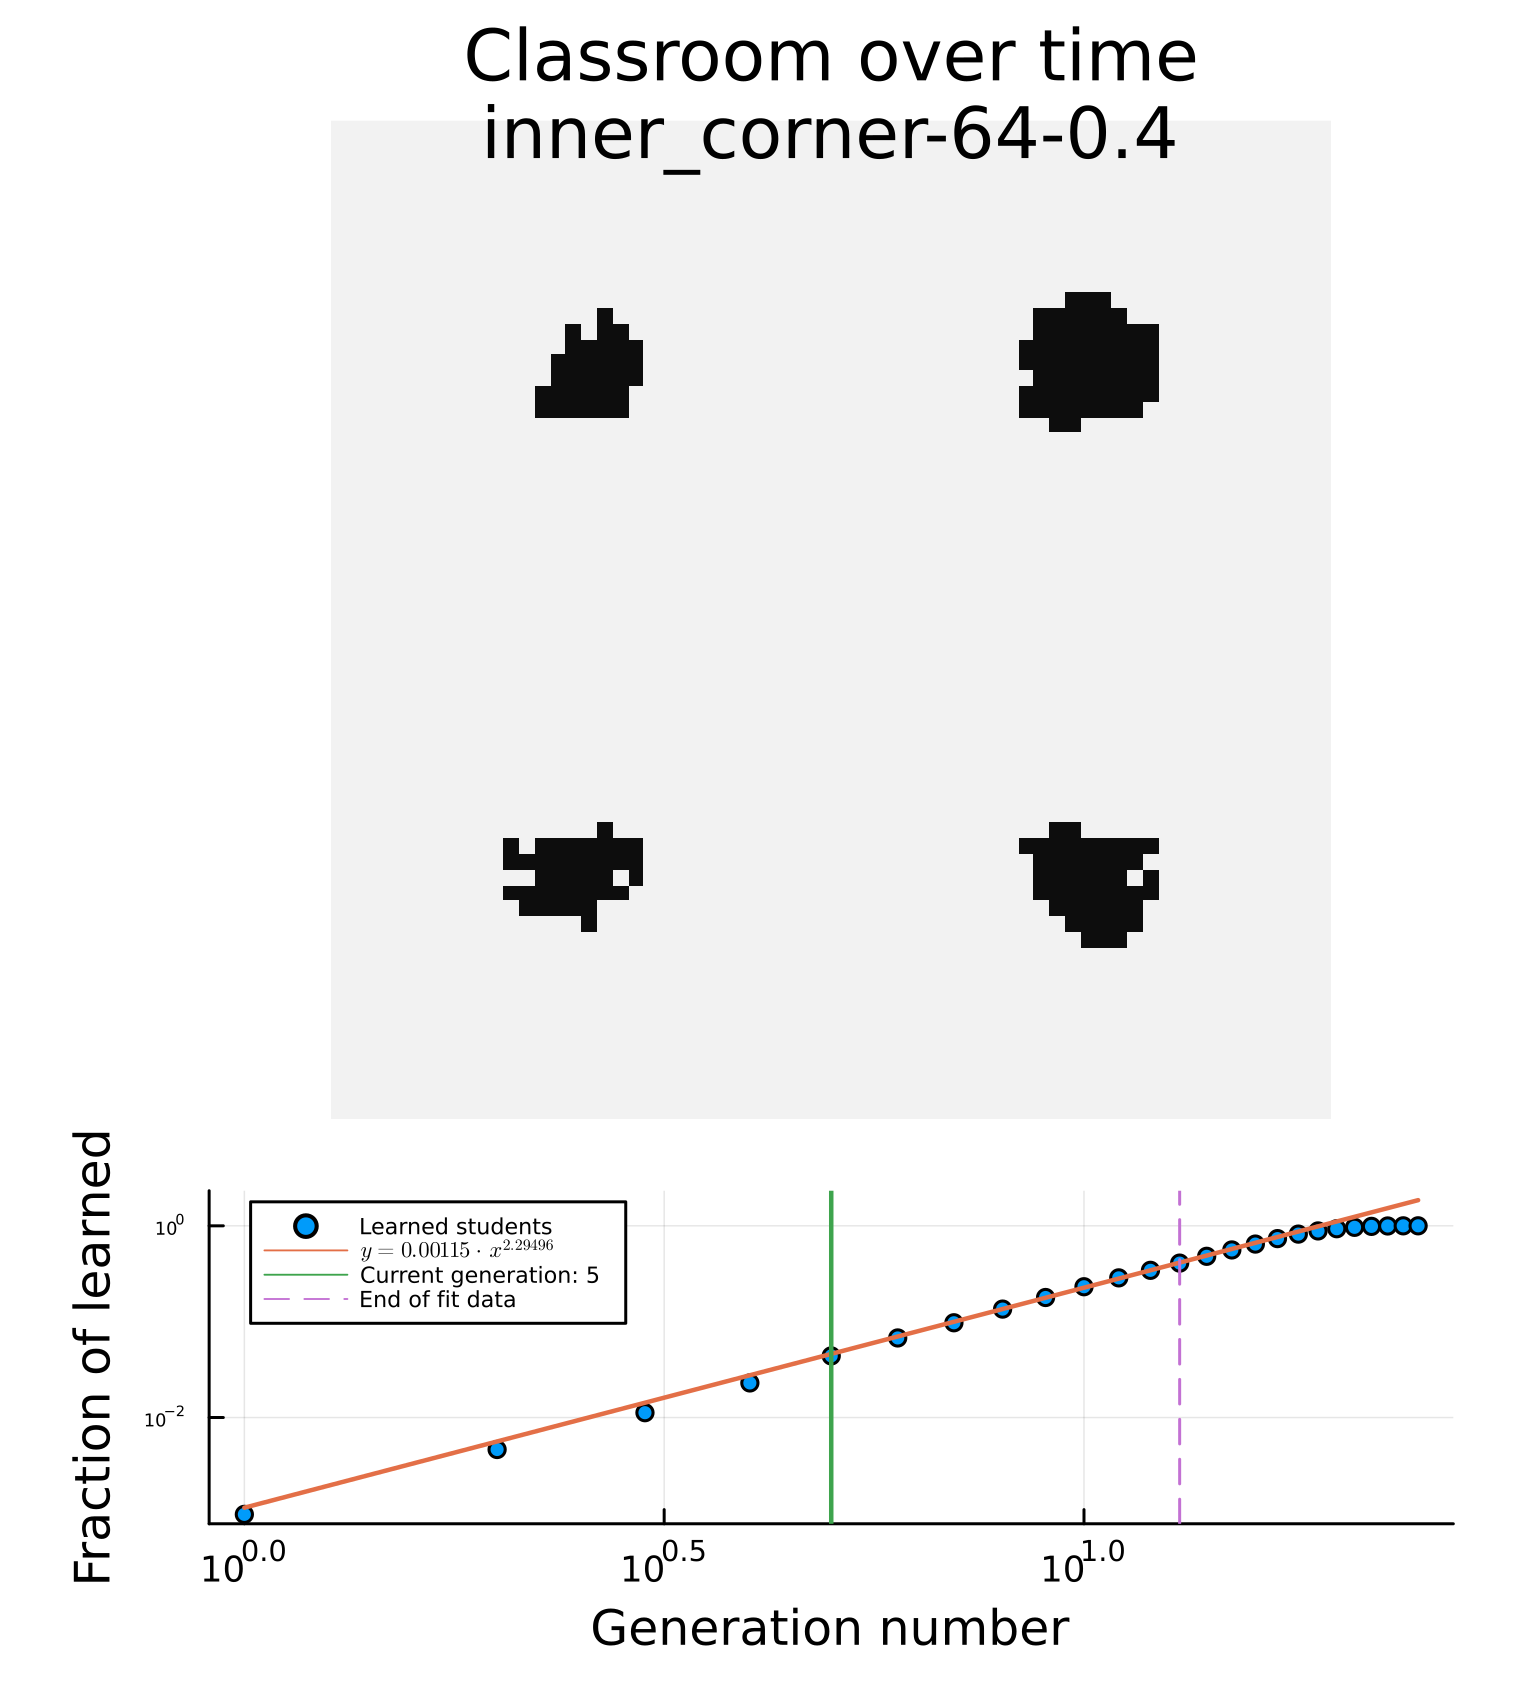 Classroom over time
inner_corner-64-0.4
Fraction of learned
10^0
10^−2
Learned students
y = 0.00115 · x^2.29496
Current generation: 5
End of fit data
10^0.0
10^0.5
10^1.0
Generation number